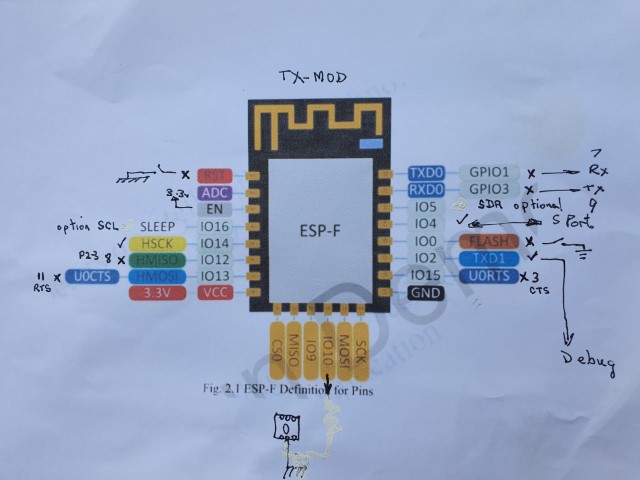 TX-MOD
7
RST TXD0 GPIO1 x Rx
x ADC RXD0 GPIO3 x Tx
3.3v EN IO5 SDR optional 9
option SCL SLEEP IO16 ESP-F IO4 S Port
HSCK IO14 IO0 FLASH x
P23 8 x HMISO IO12 IO2 TXD1
11 x U0CTS HMOSI IO13 IO15 U0RTS x 3
RTS 3.3V VCC GND CTS
CS0 MISO IO9 IO10 MOSI SCK
Debug
Fig. 2.1 ESP-F Definition for Pins
0